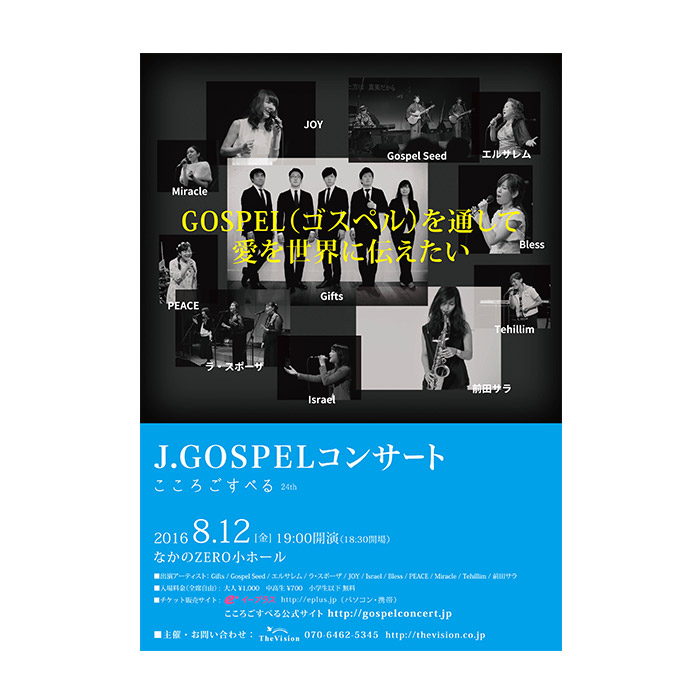 JOY
Gospel Seed
エルサレム
Miracle
GOSPEL(ゴスペル)を通して
愛を世界に伝えたい
Bless
Gifts
PEACE
Tehillim
ラ・スポーザ
前田サラ
Israel
J.GOSPELコンサート
こころごすぺる 24th
2016 8.12 [金] 19:00開演(18:30開場)
なかのZERO小ホール
■出演アーティスト: Gifts / Gospel Seed / エルサレム / ラ・スポーザ / JOY / Israel / Bless / PEACE / Miracle / Tehillim / 前田サラ
■入場料金(全席自由): 大人 ¥1,000 中高生 ¥700 小学生以下 無料
■チケット販売サイト: e+ イープラス http://eplus.jp (パソコン・携帯)
こころごすぺる公式サイト http://gospelconcert.jp
■主催・お問い合わせ: TheVision 070-6462-5345 http://thevision.co.jp